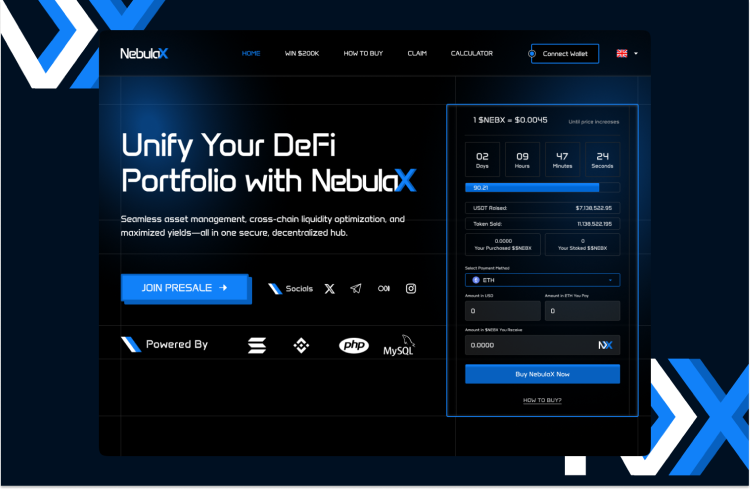 NebulaX
HOME
WIN $200K
HOW TO BUY
CLAIM
CALCULATOR
Connect Wallet
Unify Your DeFi
Portfolio with NebulaX
Seamless asset management, cross-chain liquidity optimization, and
maximized yields—all in one secure, decentralized hub.
JOIN PRESALE
Socials
Powered By
php
MySQL
1 $NEBX = $0.0045
Until price increases
02
Days
09
Hours
47
Minutes
24
Seconds
$0.21
USDT Raised:
$7,138,522.95
Token Sold:
11,138,522,195
0.0000
Your Purchased $$NEBX
0
Your Staked $$NEBX
Select Payment Method
ETH
Amount in USD
Amount in ETH You Pay
0
0
Amount in $NEBX You Receive
0.0000
NX
Buy NebulaX Now
HOW TO BUY?